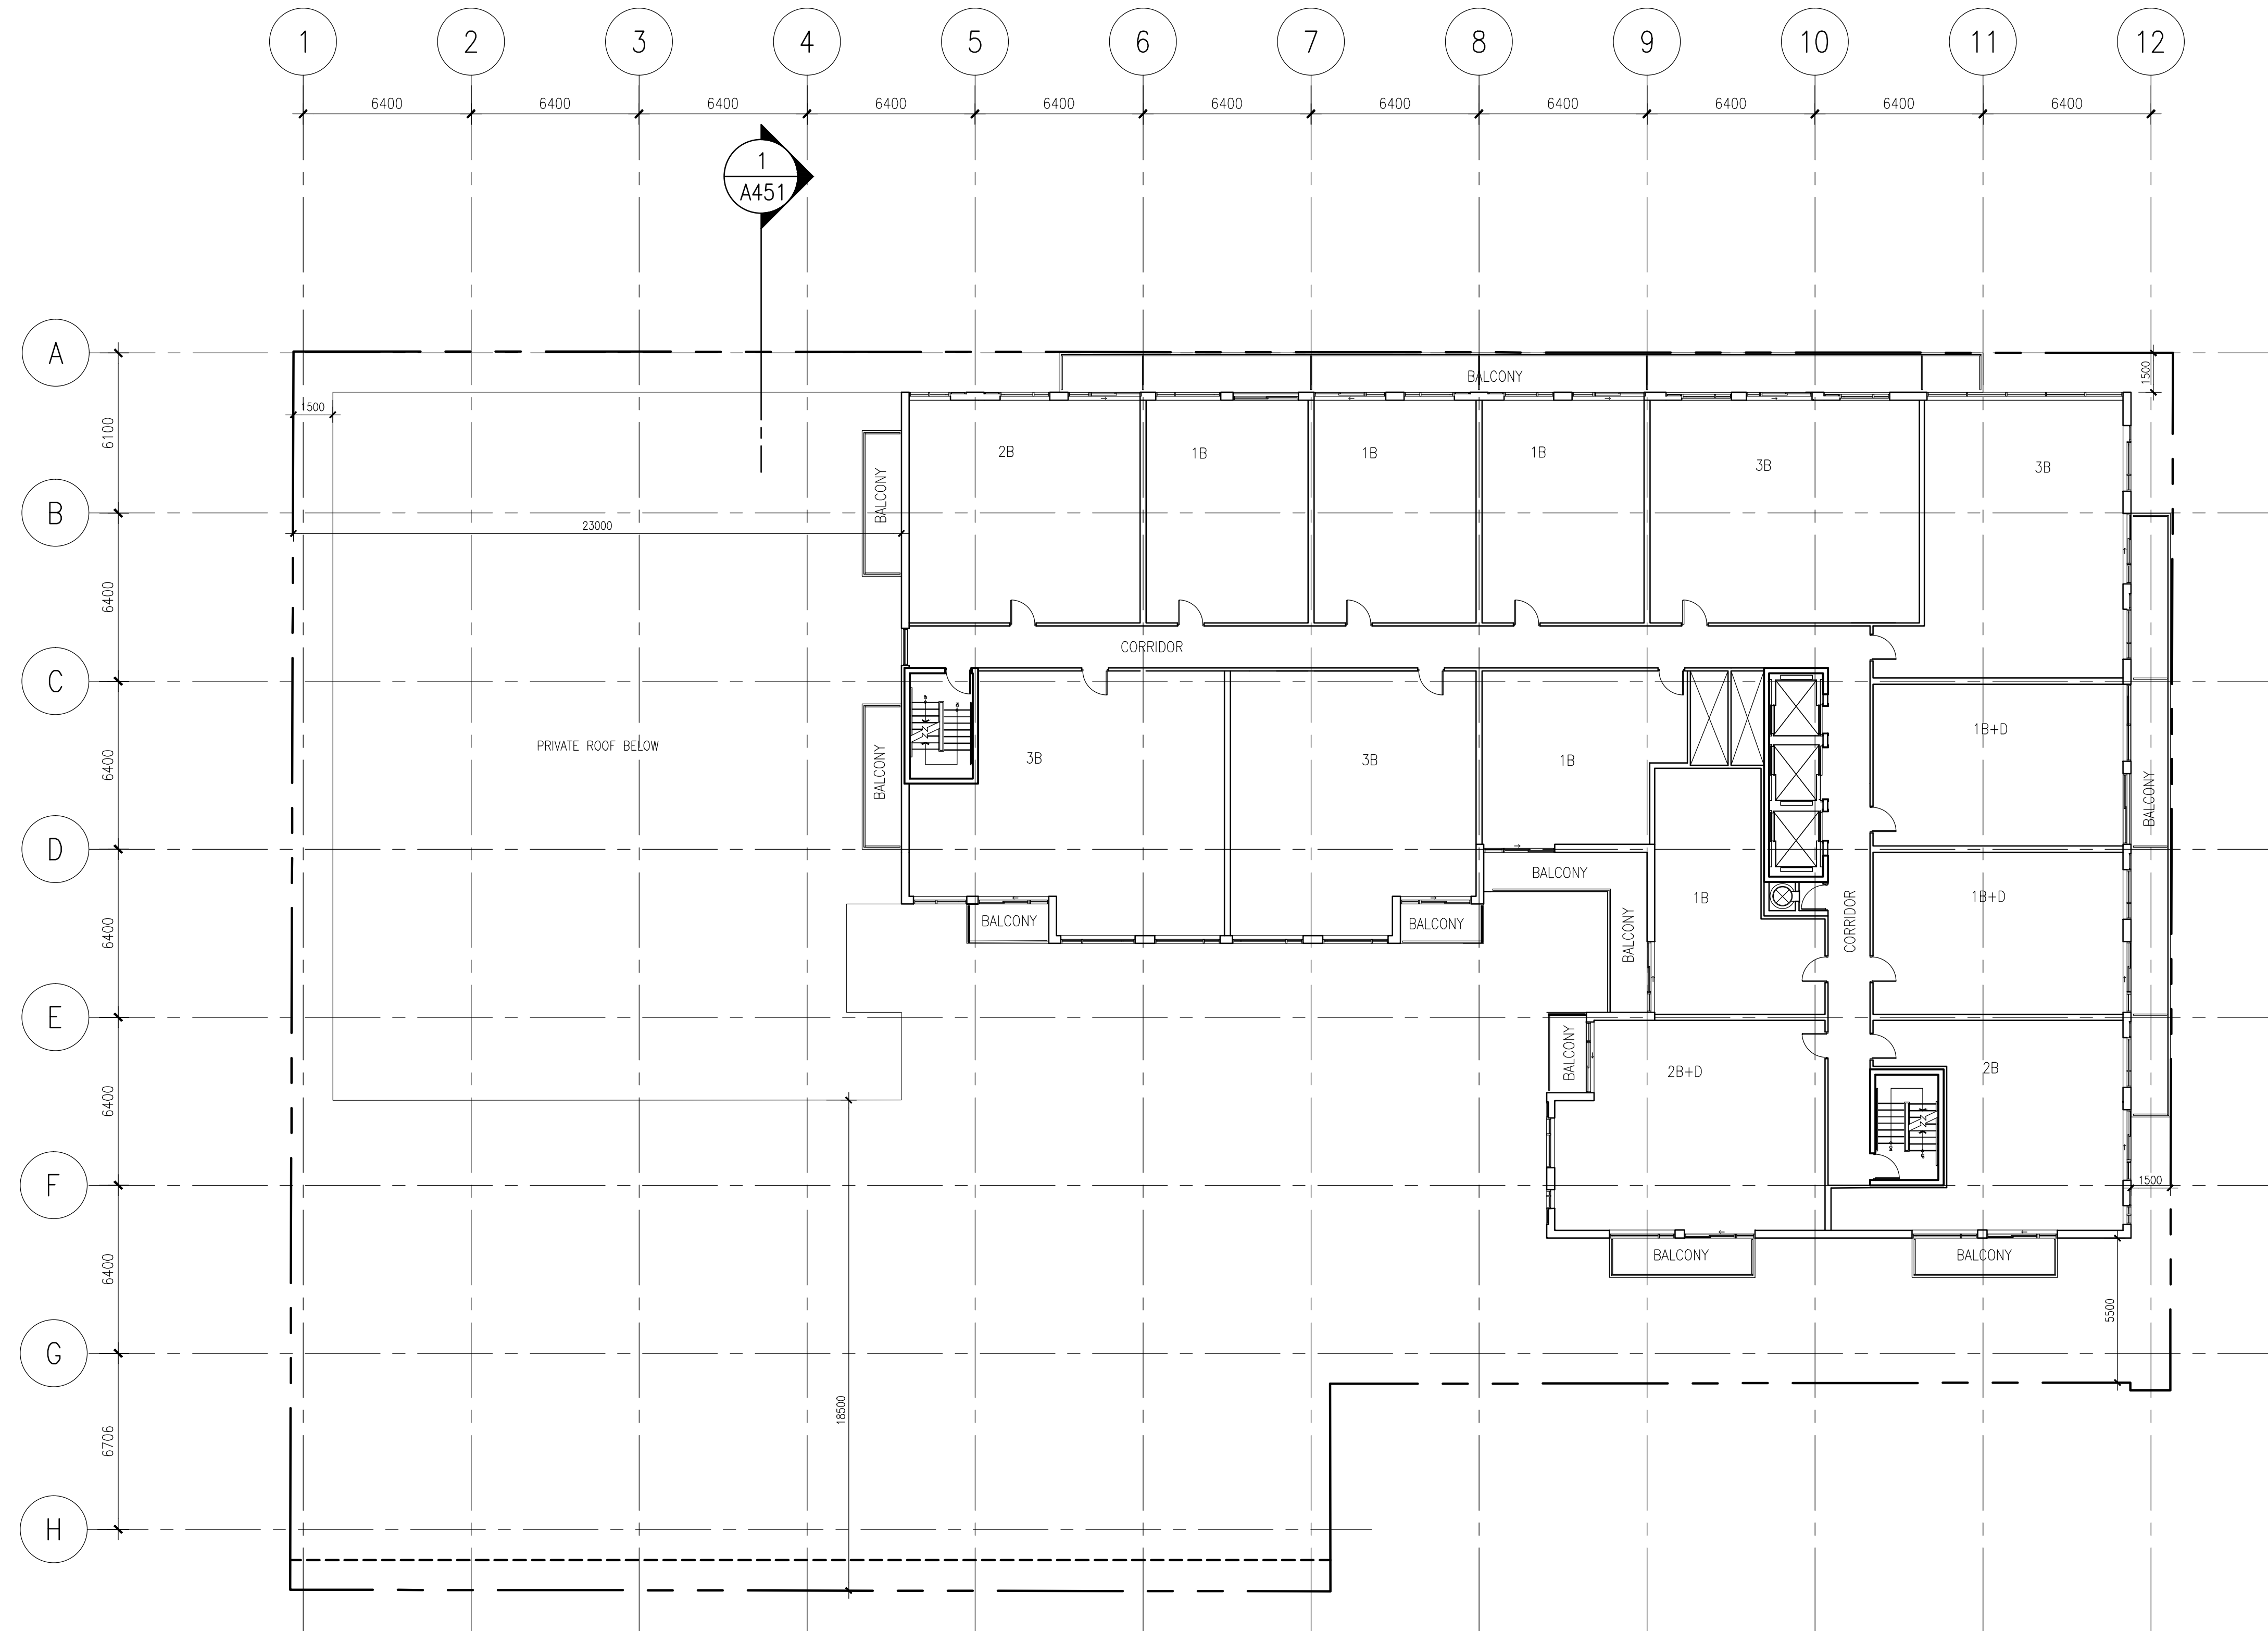 1 2 3 4 5 6 7 8 9 10 11 12
6400 6400 6400 6400 6400 6400 6400 6400 6400 6400 6400
1
A451
A
B
C
D
E
F
G
H
6100
6400
6400
6400
6400
6400
6706
1500
1500
BALCONY
2B
1B
1B
1B
3B
3B
BALCONY
23000
CORRIDOR
PRIVATE ROOF BELOW
BALCONY
3B
3B
1B
1B+D
BALCONY
BALCONY
BALCONY
BALCONY
BALCONY
1B
CORRIDOR
1B+D
BALCONY
2B+D
2B
1500
BALCONY
BALCONY
5500
18500